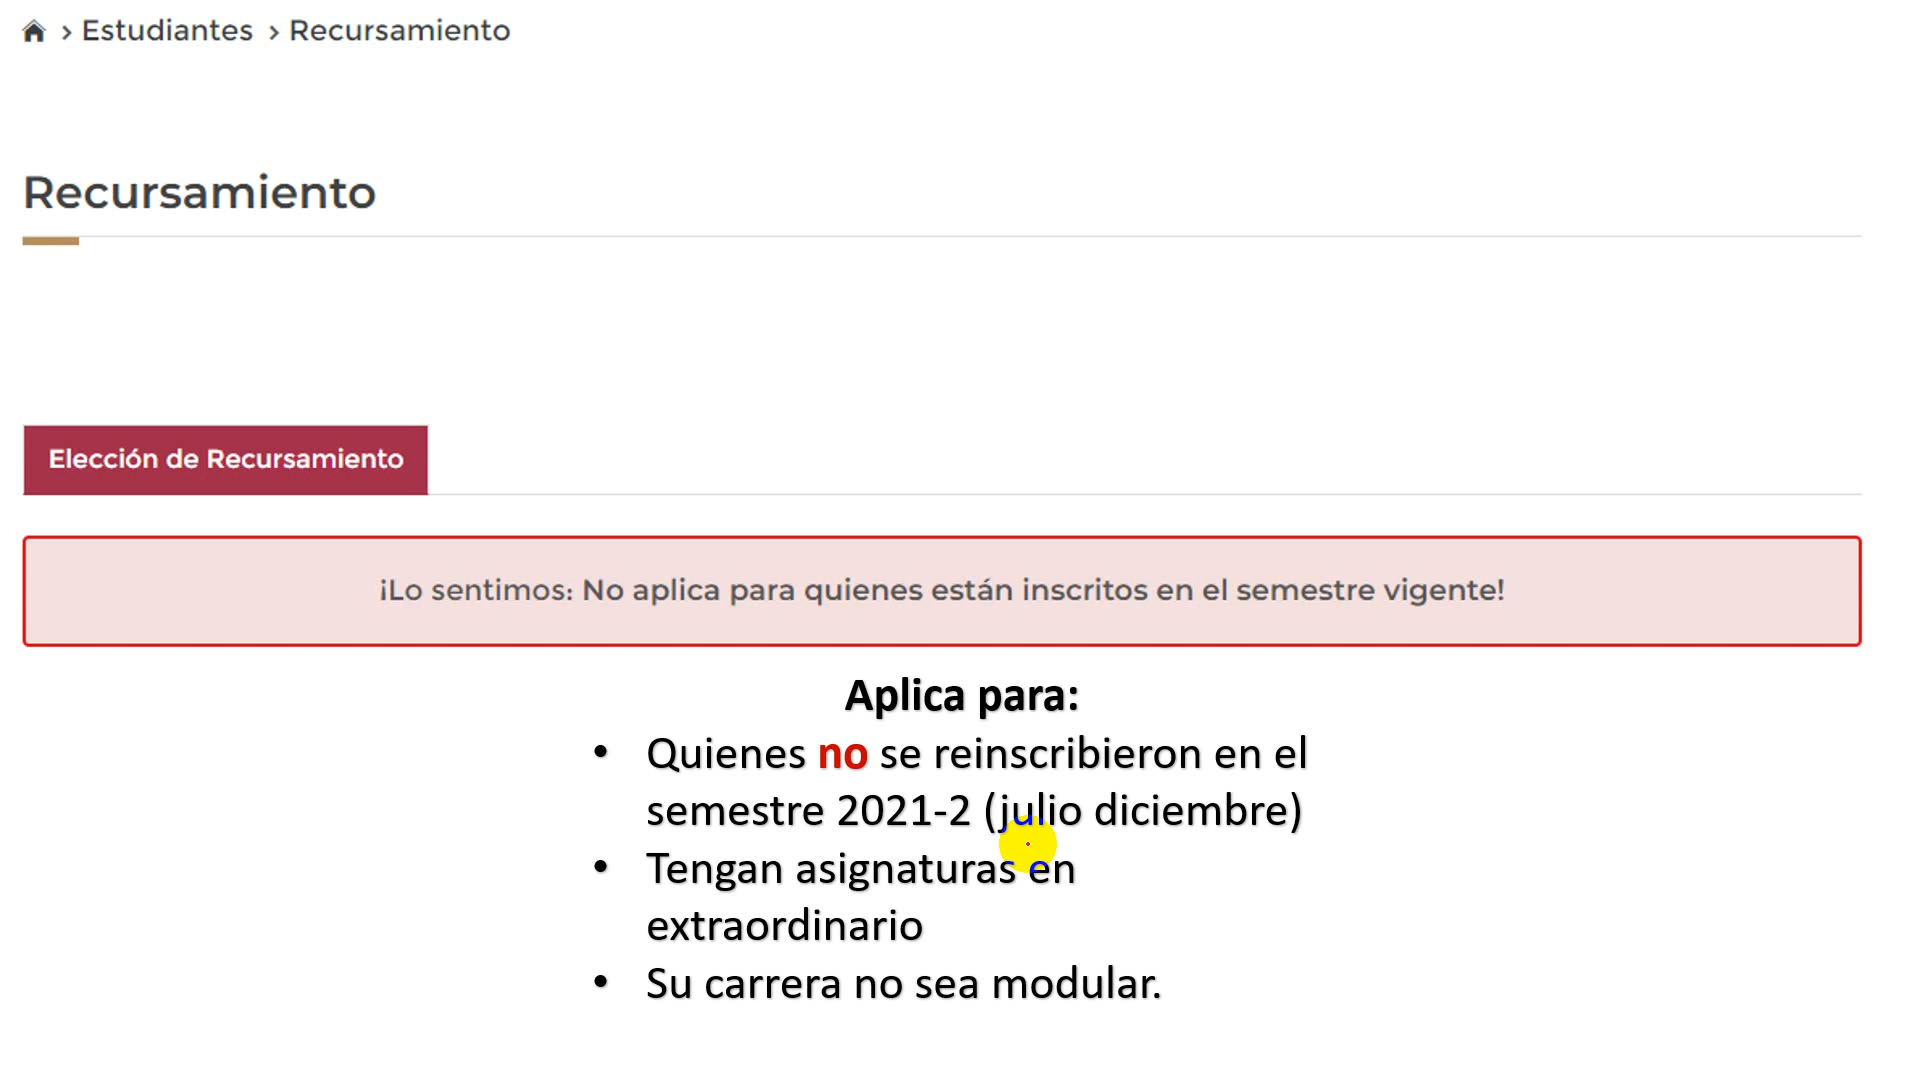 > Estudiantes > Recursamiento
Recursamiento
Elección de Recursamiento
¡Lo sentimos: No aplica para quienes están inscritos en el semestre vigente!
Aplica para:
• Quienes no se reinscribieron en el
semestre 2021-2 (julio diciembre)
• Tengan asignaturas en
extraordinario
• Su carrera no sea modular.